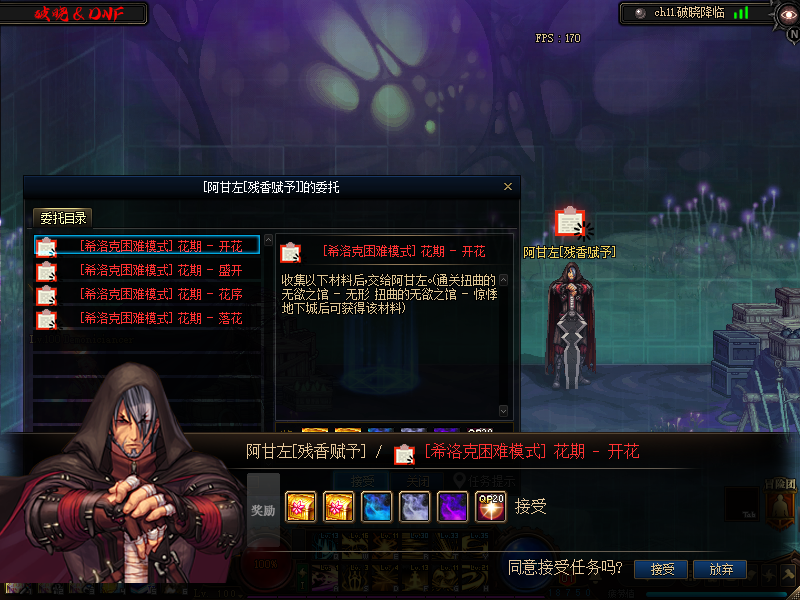 破晓&DNF
ch11.破晓降临
N
FPS : 170
[阿甘左[残香赋予]]的委托
委托目录
[希洛克困难模式] 花期 - 开花
[希洛克困难模式] 花期 - 盛开
[希洛克困难模式] 花期 - 花序
[希洛克困难模式] 花期 - 落花
[希洛克困难模式] 花期 - 开花
收集以下材料后,交给阿甘左。(通关扭曲的
无欲之馆 - 无形 扭曲的无欲之馆 - 惊悸
地下城后可获得该材料)
阿甘左[残香赋予]
阿甘左[残香赋予] / [希洛克困难模式] 花期 - 开花
接受 关闭 任务提示
奖励
QP20
接受
冒险团
Tab
100%
同意接受任务吗?
接受
放弃